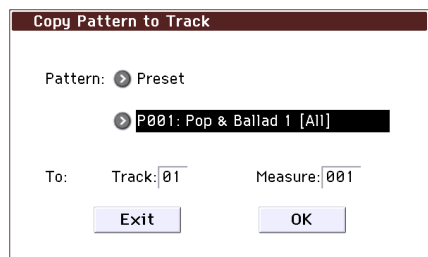 Copy Pattern to Track
Pattern: Preset
P001: Pop & Ballad 1 [All]
To: Track: 01 Measure: 001
Exit OK